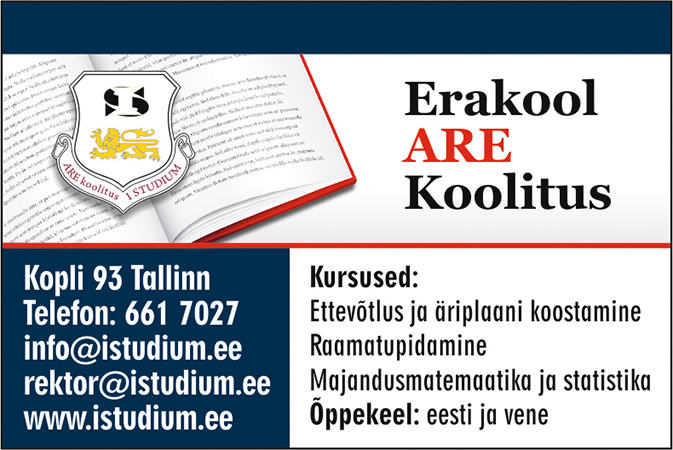 IS
ARE koolitus I STUDIUM
Erakool
ARE
Koolitus
Kopli 93 Tallinn
Telefon: 661 7027
info@istudium.ee
rektor@istudium.ee
www.istudium.ee
Kursused:
Ettevõtlus ja äriplaani koostamine
Raamatupidamine
Majandusmatemaatika ja statistika
Õppekeel: eesti ja vene